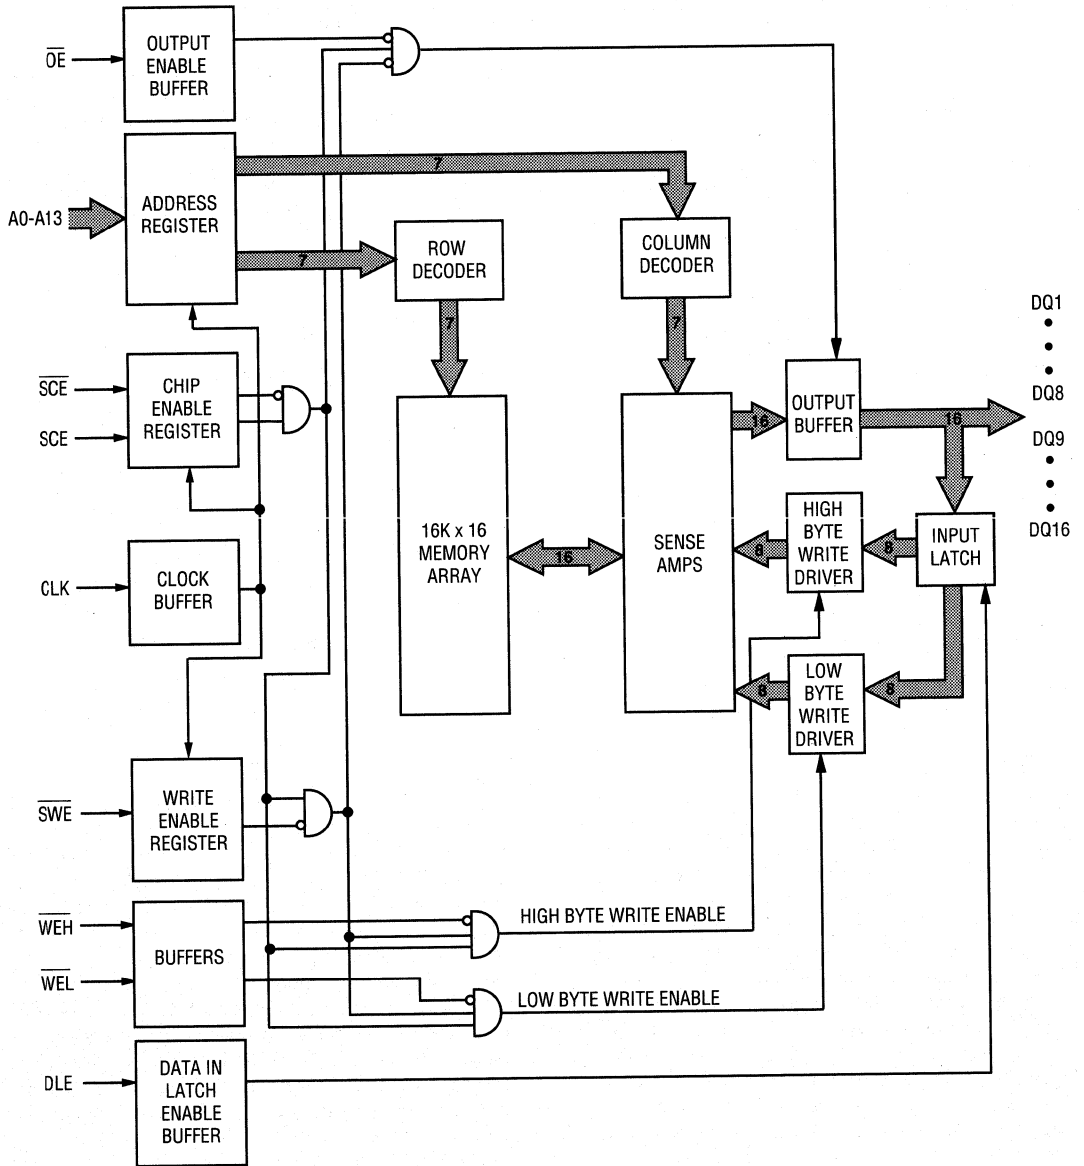 OE
OUTPUT
ENABLE
BUFFER
A0-A13
ADDRESS
REGISTER
7
7
ROW
DECODER
COLUMN
DECODER
7
7
SCE
SCE
CHIP
ENABLE
REGISTER
16K x 16
MEMORY
ARRAY
16
SENSE
AMPS
16
OUTPUT
BUFFER
16
DQ1
DQ8
DQ9
DQ16
HIGH
BYTE
WRITE
DRIVER
8
8
INPUT
LATCH
LOW
BYTE
WRITE
DRIVER
8
8
CLK
CLOCK
BUFFER
SWE
WRITE
ENABLE
REGISTER
WEH
WEL
BUFFERS
HIGH BYTE WRITE ENABLE
LOW BYTE WRITE ENABLE
DLE
DATA IN
LATCH
ENABLE
BUFFER